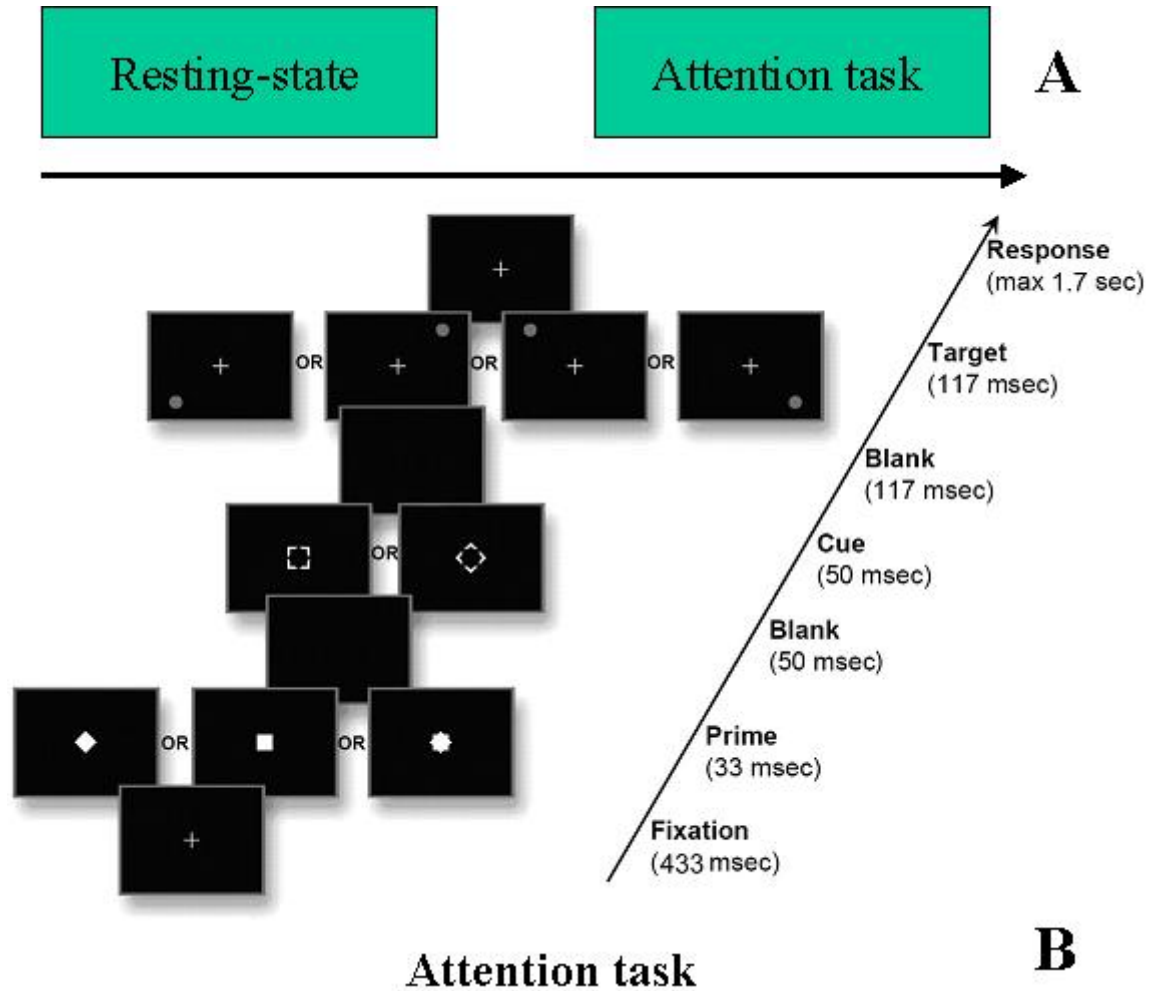 Resting-state
Attention task
A
Response
(max 1.7 sec)
OR
OR
OR
Target
(117 msec)
Blank
(117 msec)
OR
Cue
(50 msec)
Blank
(50 msec)
OR
OR
Prime
(33 msec)
Fixation
(433 msec)
Attention task
B